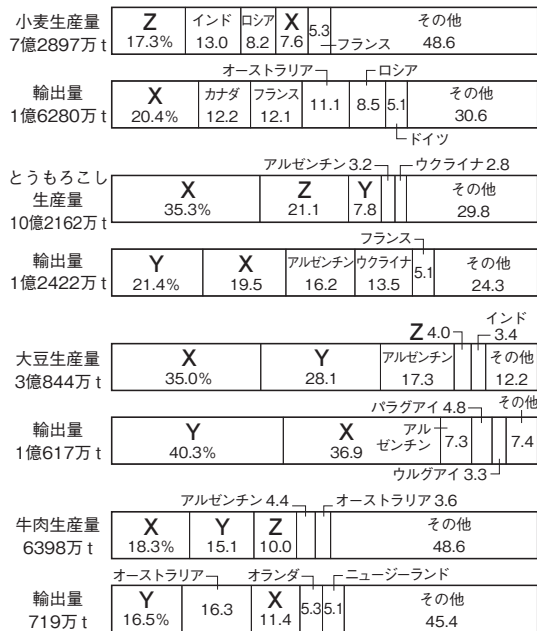 小麦生産量
7億2897万 t
Z
17.3%
インド
13.0
ロシア
8.2
X
7.6
5.3
フランス
その他
48.6
輸出量
1億6280万 t
オーストラリア
ロシア
X
20.4%
カナダ
12.2
フランス
12.1
11.1
8.5
5.1
ドイツ
その他
30.6
とうもろこし
生産量
10億2162万 t
アルゼンチン 3.2
ウクライナ 2.8
X
35.3%
Z
21.1
Y
7.8
その他
29.8
輸出量
1億2422万 t
フランス
Y
21.4%
X
19.5
アルゼンチン
16.2
ウクライナ
13.5
5.1
その他
24.3
大豆生産量
3億844万 t
Z 4.0
インド
3.4
X
35.0%
Y
28.1
アルゼンチン
17.3
その他
12.2
輸出量
1億617万 t
パラグアイ 4.8
その他
Y
40.3%
X
36.9
アル
ゼンチン
7.3
7.4
ウルグアイ 3.3
牛肉生産量
6398万 t
アルゼンチン 4.4
オーストラリア 3.6
X
18.3%
Y
15.1
Z
10.0
その他
48.6
輸出量
719万 t
オーストラリア
オランダ
ニュージーランド
Y
16.5%
16.3
X
11.4
5.3
5.1
その他
45.4